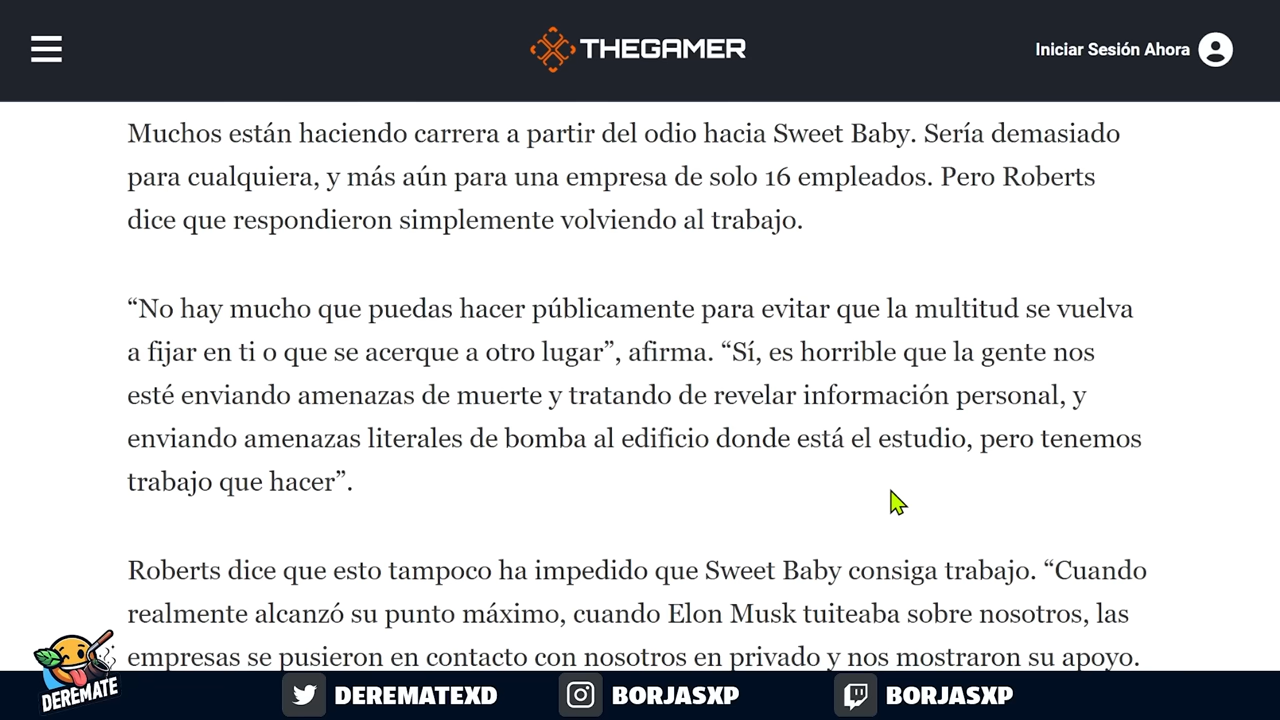 THEGAMER
Iniciar Sesión Ahora
Muchos están haciendo carrera a partir del odio hacia Sweet Baby. Sería demasiado
para cualquiera, y más aún para una empresa de solo 16 empleados. Pero Roberts
dice que respondieron simplemente volviendo al trabajo.
“No hay mucho que puedas hacer públicamente para evitar que la multitud se vuelva
a fijar en ti o que se acerque a otro lugar”, afirma. “Sí, es horrible que la gente nos
esté enviando amenazas de muerte y tratando de revelar información personal, y
enviando amenazas literales de bomba al edificio donde está el estudio, pero tenemos
trabajo que hacer”.
Roberts dice que esto tampoco ha impedido que Sweet Baby consiga trabajo. “Cuando
realmente alcanzó su punto máximo, cuando Elon Musk tuiteaba sobre nosotros, las
empresas se pusieron en contacto con nosotros en privado y nos mostraron su apoyo.
DEREMATE
DEREMATEXD
BORJASXP
BORJASXP